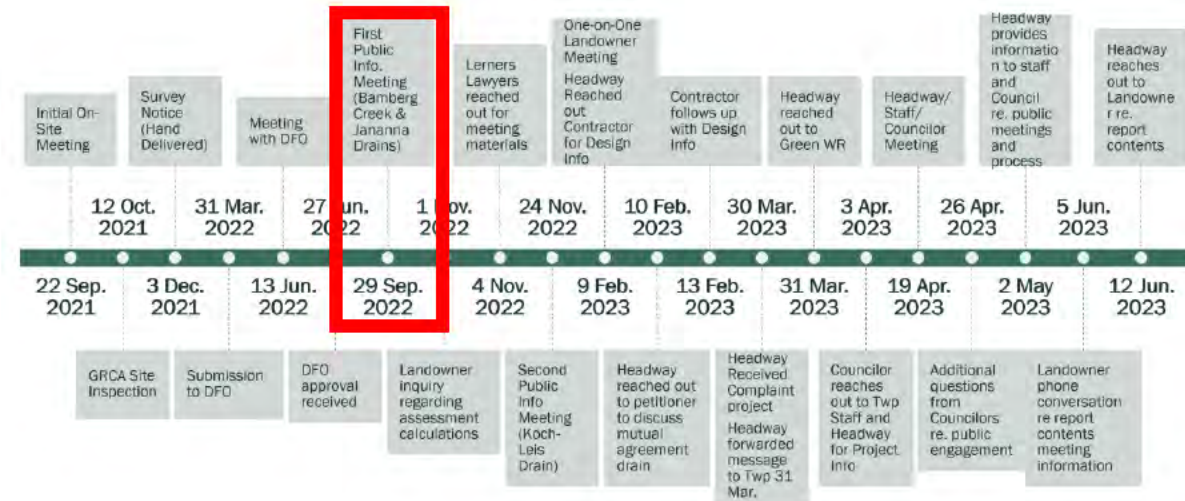 Initial On-
Site
Meeting
Survey
Notice
(Hand
Delivered)
Meeting
with DFO
First
Public
Info.
Meeting
(Bamberg
Creek &
Jananna
Drains)
Lerners
Lawyers
reached
out for
meeting
materials
One-on-One
Landowner
Meeting
Headway
Reached
out
Contractor
for Design
Info
Contractor
follows up
with Design
Info
Headway
reached
out to
Green WR
Headway/
Staff/
Councilor
Meeting
Headway
provides
informatio
n to staff
and
Council
re. public
meetings
and
process
Headway
reaches
out to
Landowne
r re.
report
contents
12 Oct.
2021
31 Mar.
2022
27 Jun.
2022
1 Nov.
2022
24 Nov.
2022
10 Feb.
2023
30 Mar.
2023
3 Apr.
2023
26 Apr.
2023
5 Jun.
2023
22 Sep.
2021
3 Dec.
2021
13 Jun.
2022
29 Sep.
2022
4 Nov.
2022
9 Feb.
2023
13 Feb.
2023
31 Mar.
2023
19 Apr.
2023
2 May
2023
12 Jun.
2023
GRCA Site
Inspection
Submission
to DFO
DFO
approval
received
Landowner
inquiry
regarding
assessment
calculations
Second
Public
Info
Meeting
(Koch-
Leis
Drain)
Headway
reached out
to petitioner
to discuss
mutual
agreement
drain
Headway
Received
Complaint
project
Headway
forwarded
message
to Twp 31
Mar.
Councilor
reaches
out to Twp
Staff and
Headway
for Project
Info
Additional
questions
from
Councilors
re. public
engagement
Landowner
phone
conversation
re report
contents
meeting
information